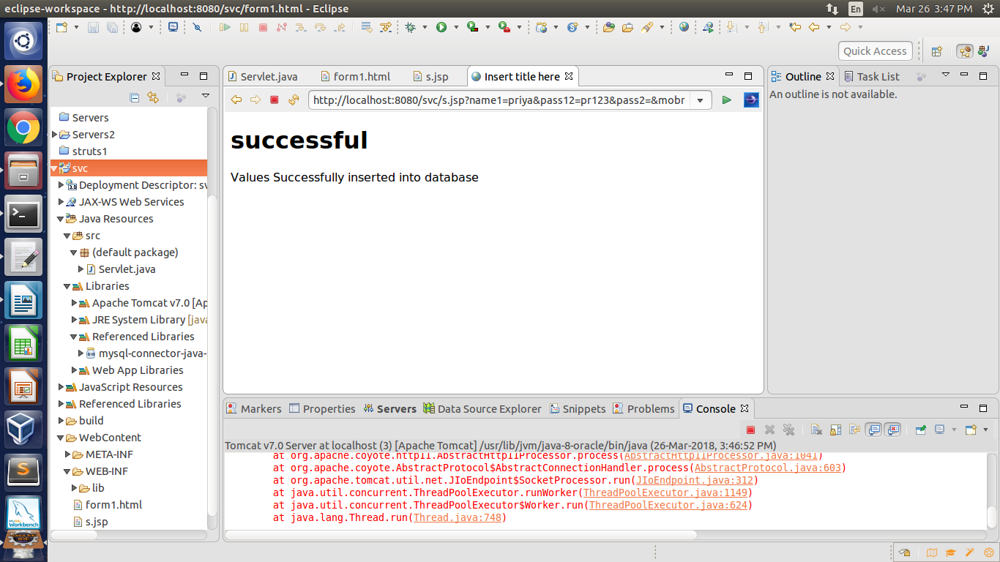 eclipse-workspace - http://localhost:8080/svc/form1.html - Eclipse
En
Mar 26 3:47 PM
Quick Access
Project Explorer
Servers
Servers2
struts1
svc
Deployment Descriptor: sv
JAX-WS Web Services
Java Resources
src
(default package)
Servlet.java
Libraries
Apache Tomcat v7.0 [Ap
JRE System Library [java
Referenced Libraries
mysql-connector-java-
Web App Libraries
JavaScript Resources
Referenced Libraries
build
WebContent
META-INF
WEB-INF
lib
form1.html
s.jsp
Servlet.java
form1.html
s.jsp
Insert title here
http://localhost:8080/svc/s.jsp?name1=priya&pass12=pr123&pass2=&mobr
successful
Values Successfully inserted into database
Outline
Task List
An outline is not available.
Markers
Properties
Servers
Data Source Explorer
Snippets
Problems
Console
Tomcat v7.0 Server at localhost (3) [Apache Tomcat] /usr/lib/jvm/java-8-oracle/bin/java (26-Mar-2018, 3:46:52 PM)
at org.apache.coyote.http11.AbstractHttp11Processor.process(AbstractHttp11Processor.java:1041)
at org.apache.coyote.AbstractProtocol$AbstractConnectionHandler.process(AbstractProtocol.java:603)
at org.apache.tomcat.util.net.JIoEndpoint$SocketProcessor.run(JIoEndpoint.java:312)
at java.util.concurrent.ThreadPoolExecutor.runWorker(ThreadPoolExecutor.java:1149)
at java.util.concurrent.ThreadPoolExecutor$Worker.run(ThreadPoolExecutor.java:624)
at java.lang.Thread.run(Thread.java:748)
Workbench